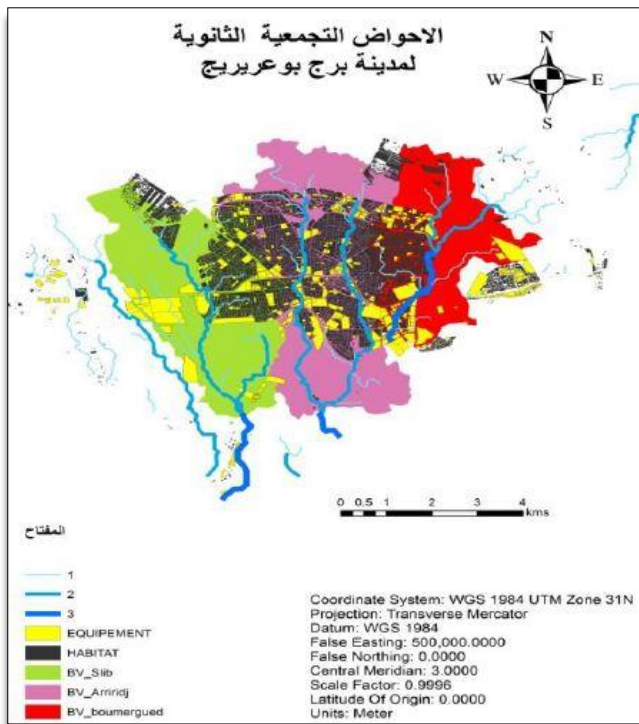 الاحواض التجمعية الثانوية
لمدينة برج بوعريريج
N
W E
S
0 0.5 1 2 3 4
kms
المفتاح
1
2
3
EQUIPEMENT
HABITAT
BV_Slib
BV_Arriridj
BV_boumergued
Coordinate System: WGS 1984 UTM Zone 31N
Projection: Transverse Mercator
Datum: WGS 1984
False Easting: 500,000.0000
False Northing: 0.0000
Central Meridian: 3.0000
Scale Factor: 0.9996
Latitude Of Origin: 0.0000
Units: Meter